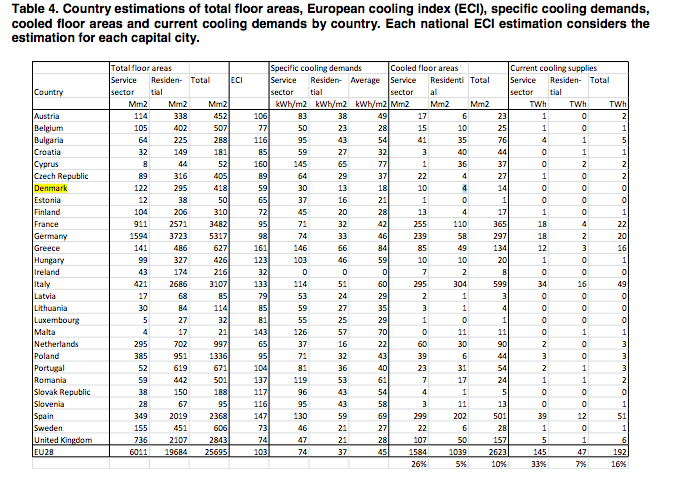 Table 4. Country estimations of total floor areas, European cooling index (ECI), specific cooling demands,
cooled floor areas and current cooling demands by country. Each national ECI estimation considers the
estimation for each capital city.
Total floor areas Specific cooling demands Cooled floor areas Current cooling supplies
Service Residen- Total ECI Service Residen- Average Service Residenti Total Service Residen- Total
Country sector tial sector tial sector al sector tial
Mm2 Mm2 Mm2 kWh/m2 kWh/m2 kWh/m2 Mm2 Mm2 Mm2 TWh TWh TWh
Austria 114 338 452 106 83 38 49 17 6 23 1 0 2
Belgium 105 402 507 77 50 23 28 15 10 25 1 0 1
Bulgaria 64 225 288 116 95 43 54 41 35 76 4 1 5
Croatia 32 149 181 85 59 27 32 3 40 44 0 1 1
Cyprus 8 44 52 160 145 65 77 1 36 37 0 2 2
Czech Republic 89 316 405 89 64 29 37 22 4 27 1 0 2
Denmark 122 295 418 59 30 13 18 10 4 14 0 0 0
Estonia 12 38 50 65 37 16 21 1 0 1 0 0 0
Finland 104 206 310 72 45 20 28 13 4 17 1 0 1
France 911 2571 3482 95 71 32 42 255 110 365 18 4 22
Germany 1594 3723 5317 98 74 33 46 239 58 297 18 2 20
Greece 141 486 627 161 146 66 84 85 49 134 12 3 16
Hungary 99 327 426 123 103 46 59 10 10 20 1 0 1
Ireland 43 174 216 32 0 0 0 7 2 8 0 0 0
Italy 421 2686 3107 133 114 51 60 295 304 599 34 16 49
Latvia 17 68 85 79 53 24 29 2 1 3 0 0 0
Lithuania 30 84 114 85 59 27 35 3 1 4 0 0 0
Luxembourg 5 27 32 81 55 25 29 1 0 1 0 0 0
Malta 4 17 21 143 126 57 70 0 11 11 0 1 1
Netherlands 295 702 997 65 37 16 22 60 30 90 2 0 3
Poland 385 951 1336 95 71 32 43 39 6 44 3 0 3
Portugal 52 619 671 104 81 36 40 23 31 54 2 1 3
Romania 59 442 501 137 119 53 61 7 17 24 1 1 2
Slovak Republic 38 150 188 117 96 43 54 4 1 5 0 0 0
Slovenia 28 67 95 116 95 43 58 3 11 13 0 0 1
Spain 349 2019 2368 147 130 59 69 299 202 501 39 12 51
Sweden 155 451 606 73 46 21 27 22 6 28 1 0 1
United Kingdom 736 2107 2843 74 47 21 28 107 50 157 5 1 6
EU28 6011 19684 25695 103 74 37 45 1584 1039 2623 145 47 192
26% 5% 10% 33% 7% 16%